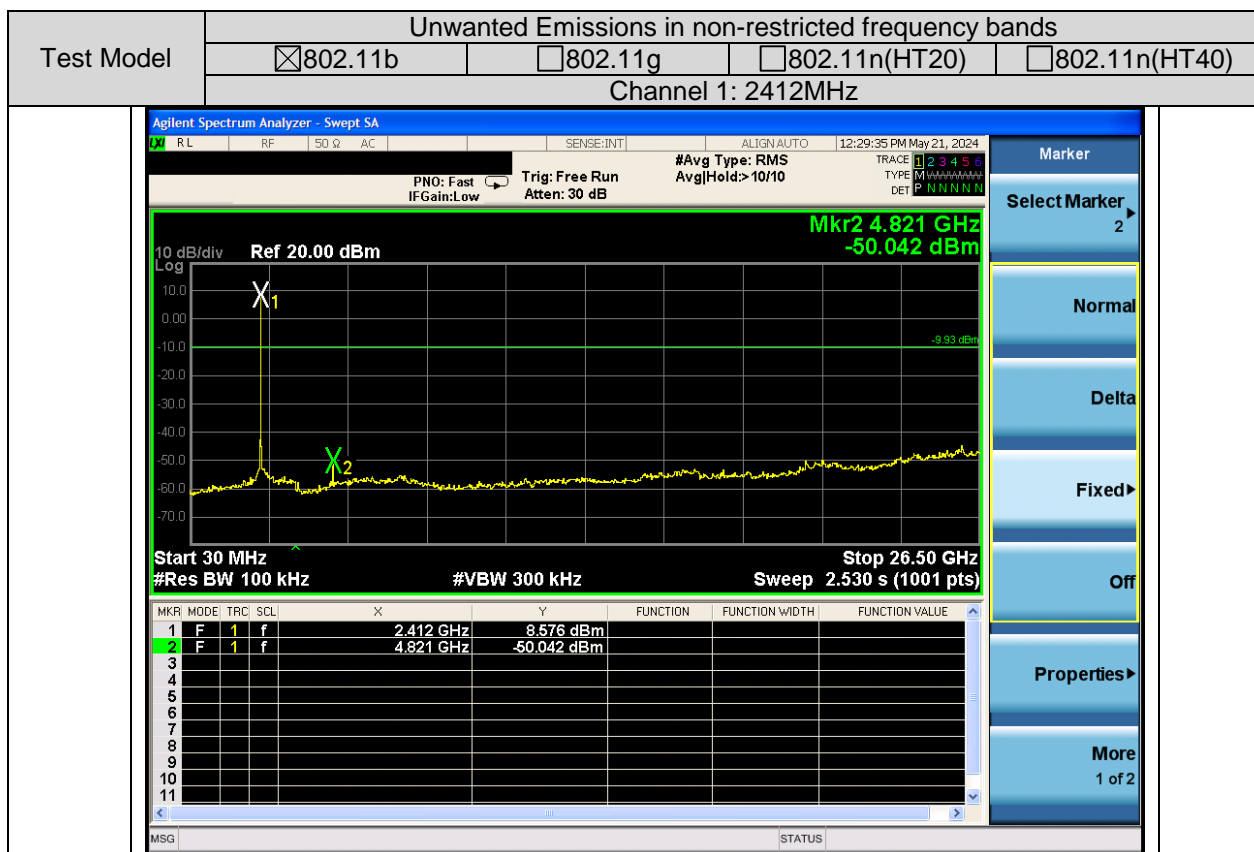 Test Model
Unwanted Emissions in non-restricted frequency bands
☒802.11b ☐802.11g ☐802.11n(HT20) ☐802.11n(HT40)
Channel 1: 2412MHz
Agilent Spectrum Analyzer - Swept SA
LXI RL RF 50 Ω AC SENSE:INT ALIGN AUTO 12:29:35 PM May 21, 2024
PNO: Fast Trig: Free Run #Avg Type: RMS TRACE 1 2 3 4 5 6
IFGain:Low Atten: 30 dB Avg|Hold:>10/10 TYPE M WWWWW
DET P N N N N N
Mkr2 4.821 GHz
-50.042 dBm
10 dB/div Ref 20.00 dBm
Log
10.0
0.00
-10.0
-20.0
-30.0
-40.0
-50.0
-60.0
-70.0
1
2
-9.93 dBm
Start 30 MHz Stop 26.50 GHz
#Res BW 100 kHz #VBW 300 kHz Sweep 2.530 s (1001 pts)
MKR MODE TRC SCL X Y FUNCTION FUNCTION WIDTH FUNCTION VALUE
1 F 1 f 2.412 GHz 8.576 dBm
2 F 1 f 4.821 GHz -50.042 dBm
3
4
5
6
7
8
9
10
11
MSG STATUS
Marker
Select Marker
2
Normal
Delta
Fixed
Off
Properties
More
1 of 2